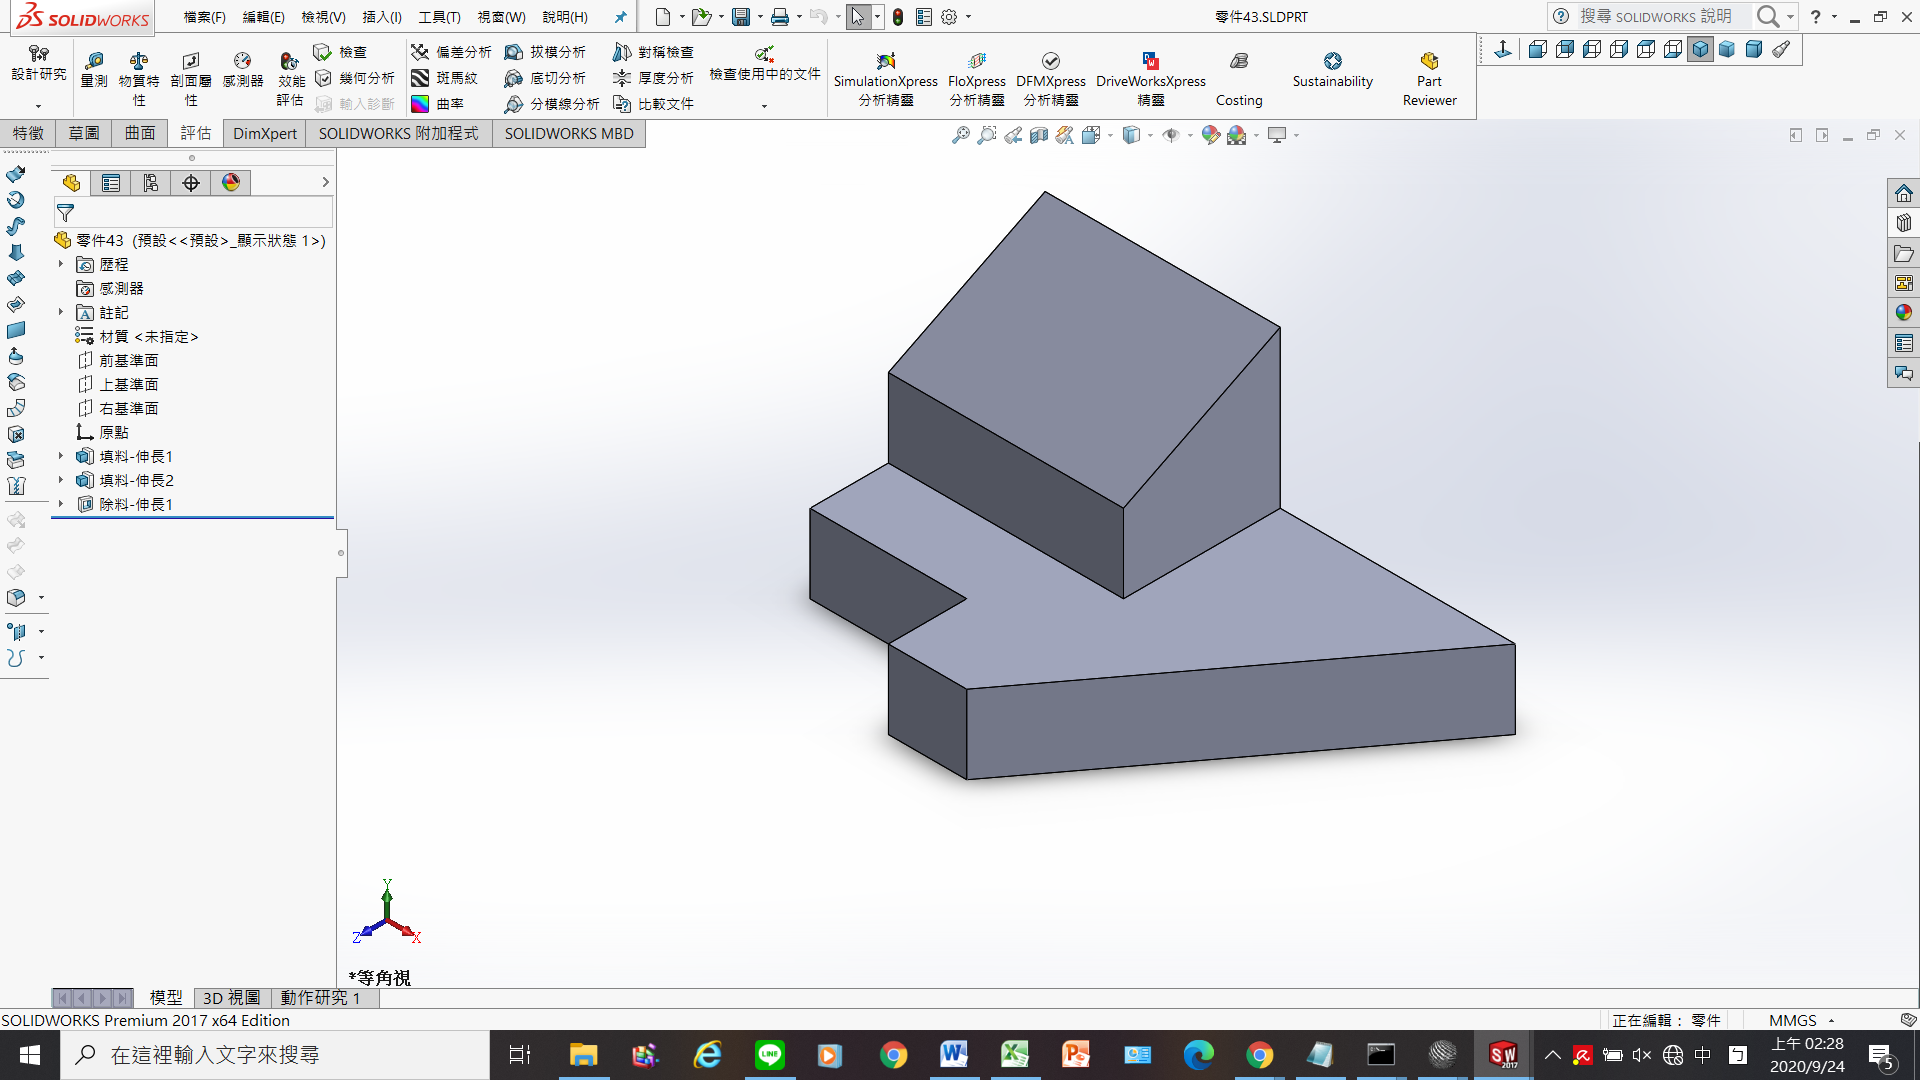 SOLIDWORKS
檔案(F) 編輯(E) 檢視(V) 插入(I) 工具(T) 視窗(W) 說明(H)
零件43.SLDPRT
搜尋 SOLIDWORKS 說明
設計研究
量測
物質特性
剖面屬性
感測器
效能評估
檢查
幾何分析
輸入診斷
偏差分析
斑馬紋
曲率
拔模分析
底切分析
分模線分析
對稱檢查
厚度分析
比較文件
檢查使用中的文件
SimulationXpress
分析精靈
FloXpress
分析精靈
DFMXpress
分析精靈
DriveWorksXpress
精靈
Costing
Sustainability
Part
Reviewer
特徵 草圖 曲面 評估 DimXpert SOLIDWORKS 附加程式 SOLIDWORKS MBD
零件43 (預設<<預設>_顯示狀態 1>)
歷程
感測器
註記
材質 <未指定>
前基準面
上基準面
右基準面
原點
填料-伸長1
填料-伸長2
除料-伸長1
Y
Z
X
*等角視
模型 3D 視圖 動作研究 1
SOLIDWORKS Premium 2017 x64 Edition
正在編輯： 零件
MMGS
在這裡輸入文字來搜尋
LINE
SW
2017
中
上午 02:28
2020/9/24
5